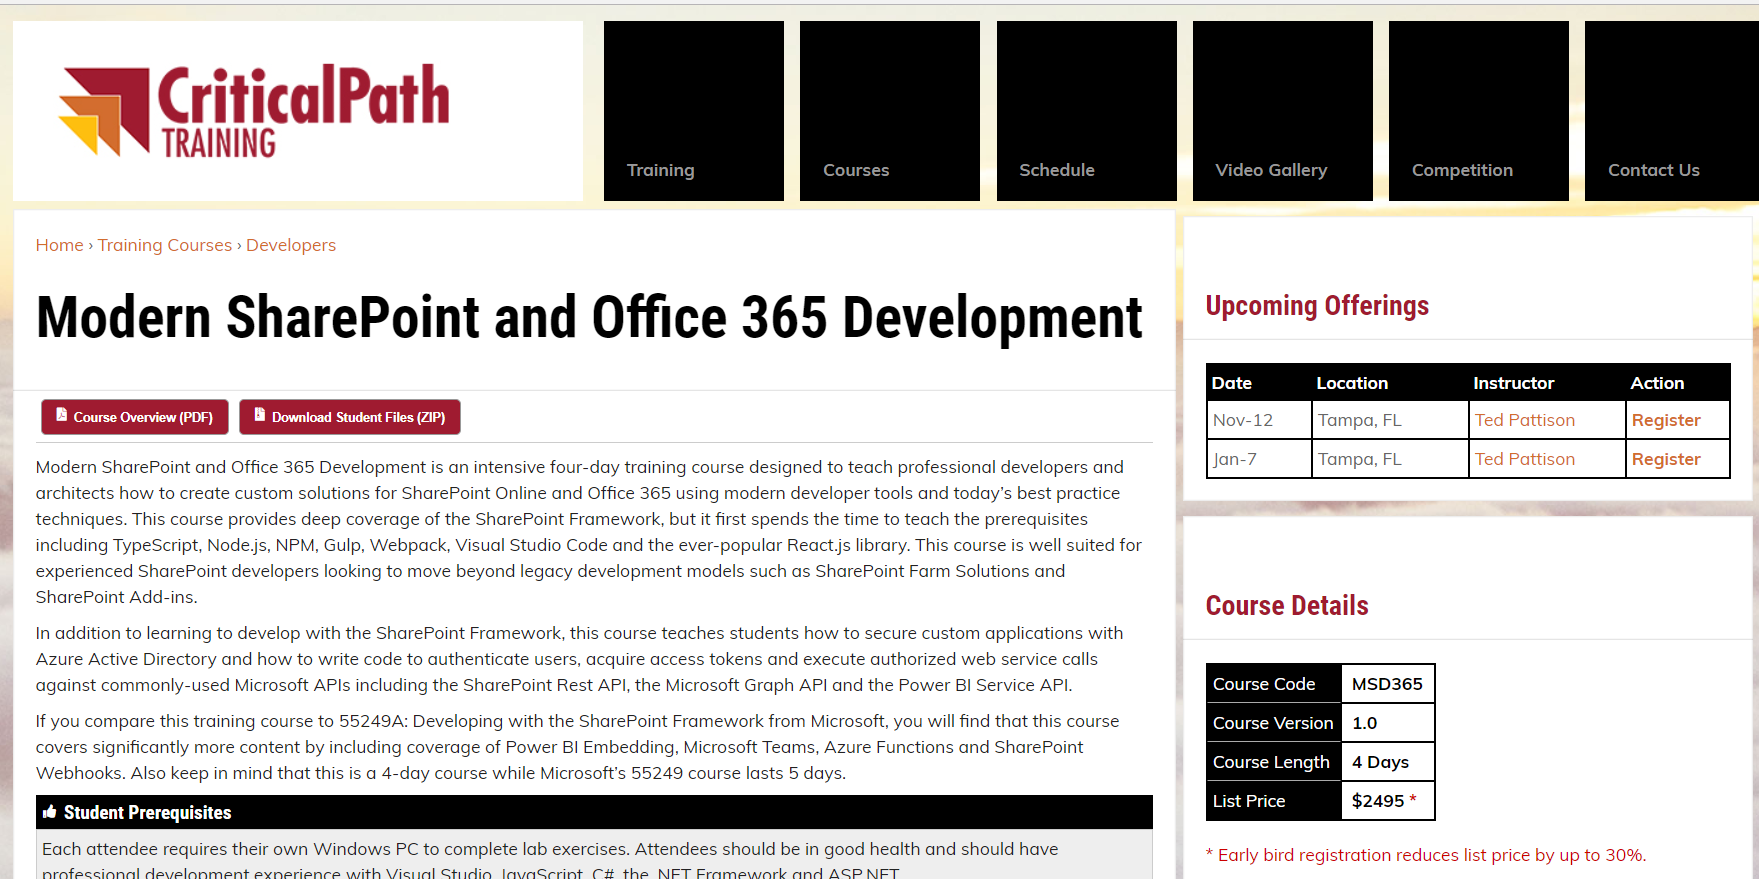 CriticalPath
TRAINING
Training
Courses
Schedule
Video Gallery
Competition
Contact Us
Home › Training Courses › Developers
Modern SharePoint and Office 365 Development
Course Overview (PDF)
Download Student Files (ZIP)
Modern SharePoint and Office 365 Development is an intensive four-day training course designed to teach professional developers and
architects how to create custom solutions for SharePoint Online and Office 365 using modern developer tools and today's best practice
techniques. This course provides deep coverage of the SharePoint Framework, but it first spends the time to teach the prerequisites
including TypeScript, Node.js, NPM, Gulp, Webpack, Visual Studio Code and the ever-popular React.js library. This course is well suited for
experienced SharePoint developers looking to move beyond legacy development models such as SharePoint Farm Solutions and
SharePoint Add-ins.
In addition to learning to develop with the SharePoint Framework, this course teaches students how to secure custom applications with
Azure Active Directory and how to write code to authenticate users, acquire access tokens and execute authorized web service calls
against commonly-used Microsoft APIs including the SharePoint Rest API, the Microsoft Graph API and the Power BI Service API.
If you compare this training course to 55249A: Developing with the SharePoint Framework from Microsoft, you will find that this course
covers significantly more content by including coverage of Power BI Embedding, Microsoft Teams, Azure Functions and SharePoint
Webhooks. Also keep in mind that this is a 4-day course while Microsoft's 55249 course lasts 5 days.
Student Prerequisites
Each attendee requires their own Windows PC to complete lab exercises. Attendees should be in good health and should have
professional development experience with Visual Studio, JavaScript, C#, the .NET Framework and ASP.NET.
Upcoming Offerings
Date Location Instructor Action
Nov-12 Tampa, FL Ted Pattison Register
Jan-7 Tampa, FL Ted Pattison Register
Course Details
Course Code MSD365
Course Version 1.0
Course Length 4 Days
List Price $2495 *
* Early bird registration reduces list price by up to 30%.